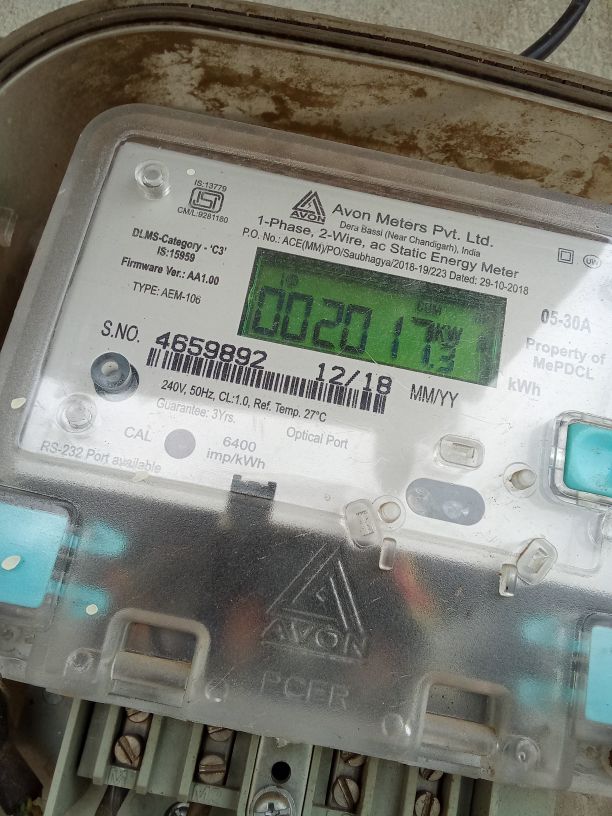 IS:13779
ISI
CM/L:9281180
AVON
Avon Meters Pvt. Ltd.
Dera Bassi (Near Chandigarh), India
1-Phase, 2-Wire, ac Static Energy Meter
P.O. No.: ACE(MM)/PO/Saubhagya/2018-19/223 Dated: 29-10-2018
DLMS-Category - 'C3'
IS:15959
Firmware Ver.: AA1.00
TYPE: AEM-106
002017.3
05-30A
Property of
MePDCL
kWh
S.NO. 4659892 12/18 MM/YY
240V, 50Hz, CL:1.0, Ref. Temp. 27°C
Guarantee: 3Yrs.
CAL 6400
imp/kWh
Optical Port
RS-232 Port available
AVON